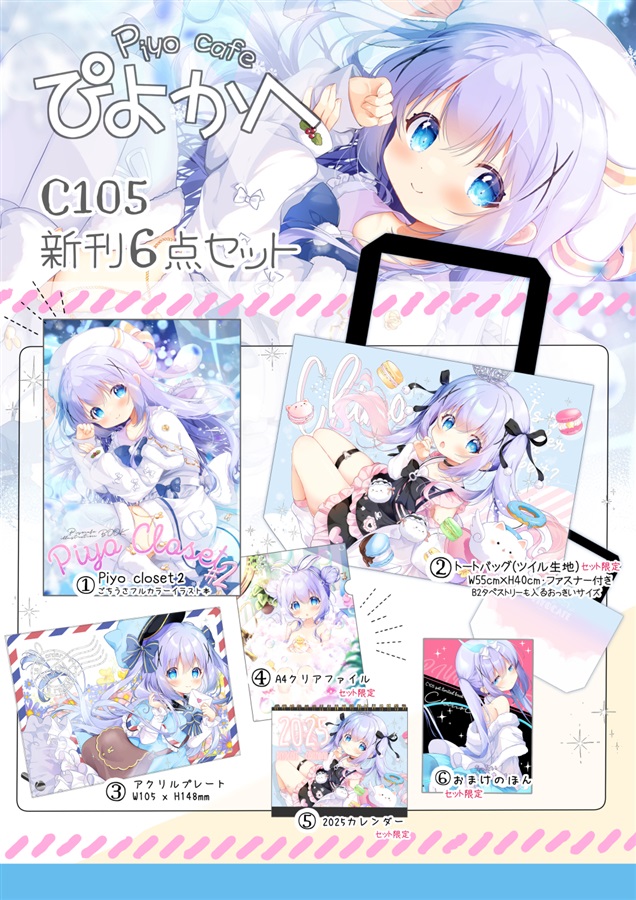 Piyo cafe
ぴよかへ
C105
新刊6点セット
Chino
Piyo Closet 2
① Piyo closet2
ごちうさフルカラーイラスト本
② トートバッグ(ツイル生地)セット限定
W55cmXH40cm・ファスナー付き
B2タペストリーも入るおっきいサイズ
④ A4クリアファイル
セット限定
③ アクリルプレート
W105 x H148mm
2025
⑤ 2025カレンダー
セット限定
⑥ おまけのほん
セット限定